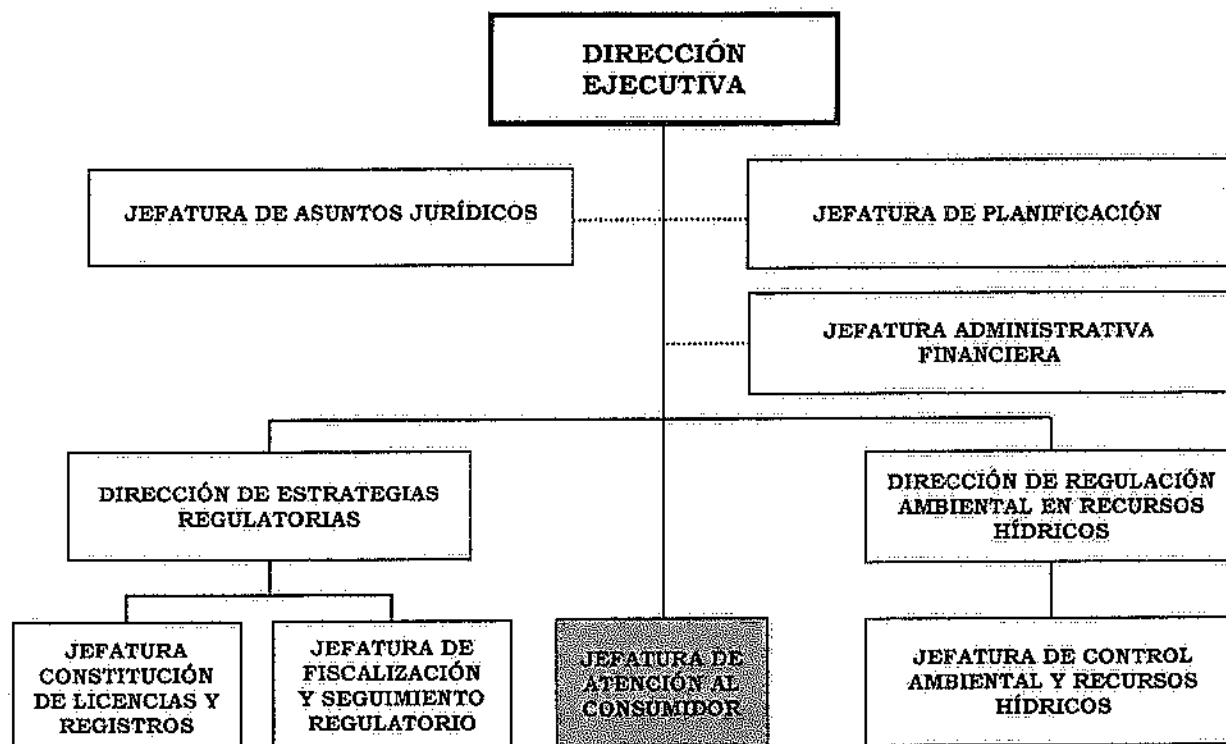 DIRECCIÓN
EJECUTIVA
JEFATURA DE ASUNTOS JURÍDICOS
JEFATURA DE PLANIFICACIÓN
JEFATURA ADMINISTRATIVA
FINANCIERA
DIRECCIÓN DE ESTRATEGIAS
REGULATORIAS
DIRECCIÓN DE REGULACIÓN
AMBIENTAL EN RECURSOS
HÍDRICOS
JEFATURA
CONSTITUCIÓN
DE LICENCIAS Y
REGISTROS
JEFATURA DE
FISCALIZACIÓN
Y SEGUIMIENTO
REGULATORIO
JEFATURA DE
ATENCIÓN AL
CONSUMIDOR
JEFATURA DE CONTROL
AMBIENTAL Y RECURSOS
HÍDRICOS